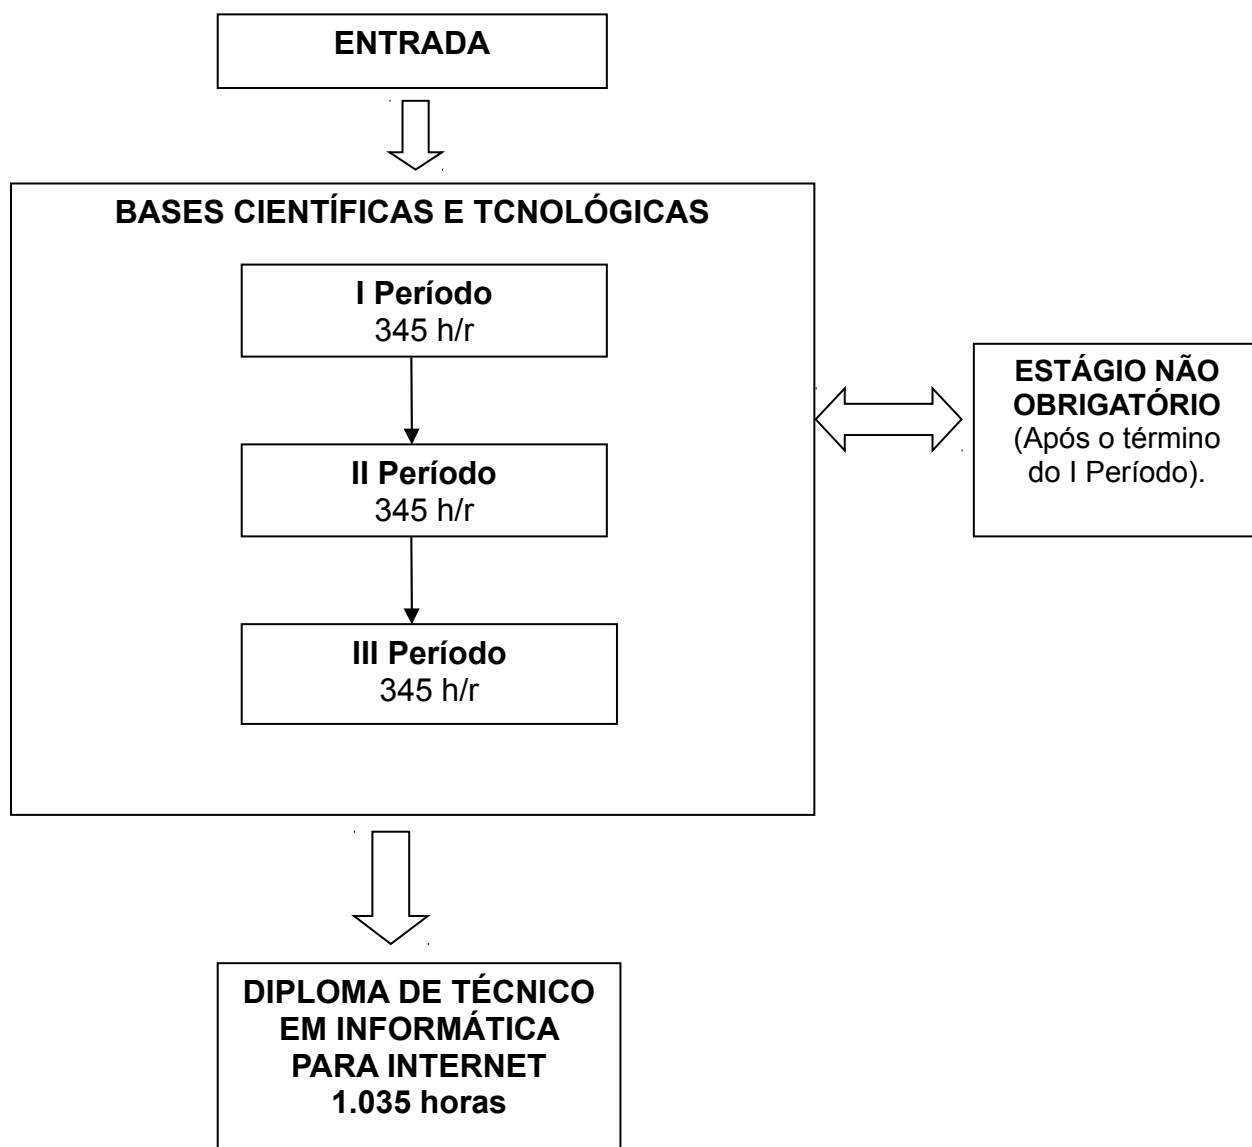 ENTRADA
BASES CIENTÍFICAS E TCNOLÓGICAS
I Período
345 h/r
II Período
345 h/r
III Período
345 h/r
ESTÁGIO NÃO
OBRIGATÓRIO
(Após o término
do I Período).
DIPLOMA DE TÉCNICO
EM INFORMÁTICA
PARA INTERNET
1.035 horas